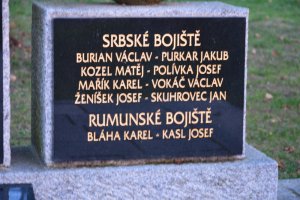 SRBSKÉ BOJIŠTĚ
BURIAN VÁCLAV - PURKAR JAKUB
KOZEL MATĚJ - POLÍVKA JOSEF
MAŘÍK KAREL - VOKÁČ VÁCLAV
ŽENÍŠEK JOSEF - SKUHROVEC JAN
RUMUNSKÉ BOJIŠTĚ
BLÁHA KAREL - KASL JOSEF